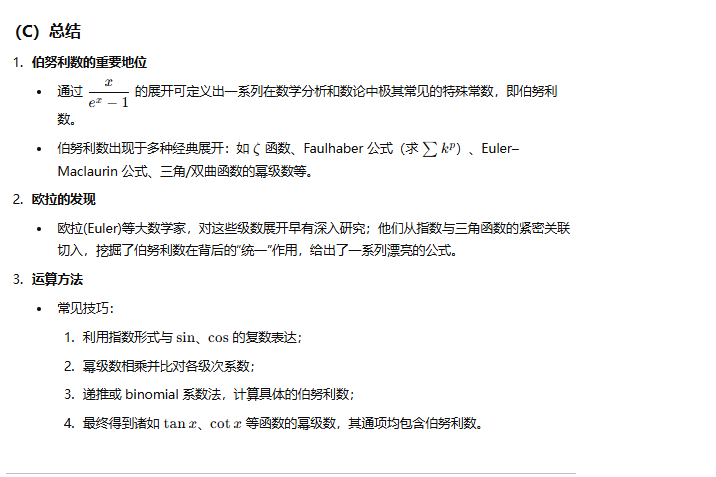 （C）总结
1. 伯努利数的重要地位
• 通过 x/(e^x − 1) 的展开可定义出一系列在数学分析和数论中极其常见的特殊常数，即伯努利
数。
• 伯努利数出现于多种经典展开：如 ζ 函数、Faulhaber 公式（求 ∑ k^p）、Euler–
Maclaurin 公式、三角/双曲函数的幂级数等。
2. 欧拉的发现
• 欧拉(Euler)等大数学家，对这些级数展开早有深入研究；他们从指数与三角函数的紧密关联
切入，挖掘了伯努利数在背后的“统一”作用，给出了一系列漂亮的公式。
3. 运算方法
• 常见技巧：
1. 利用指数形式与 sin、cos 的复数表达；
2. 幂级数相乘并比对各级次系数；
3. 递推或 binomial 系数法，计算具体的伯努利数；
4. 最终得到诸如 tan x、cot x 等函数的幂级数，其通项均包含伯努利数。